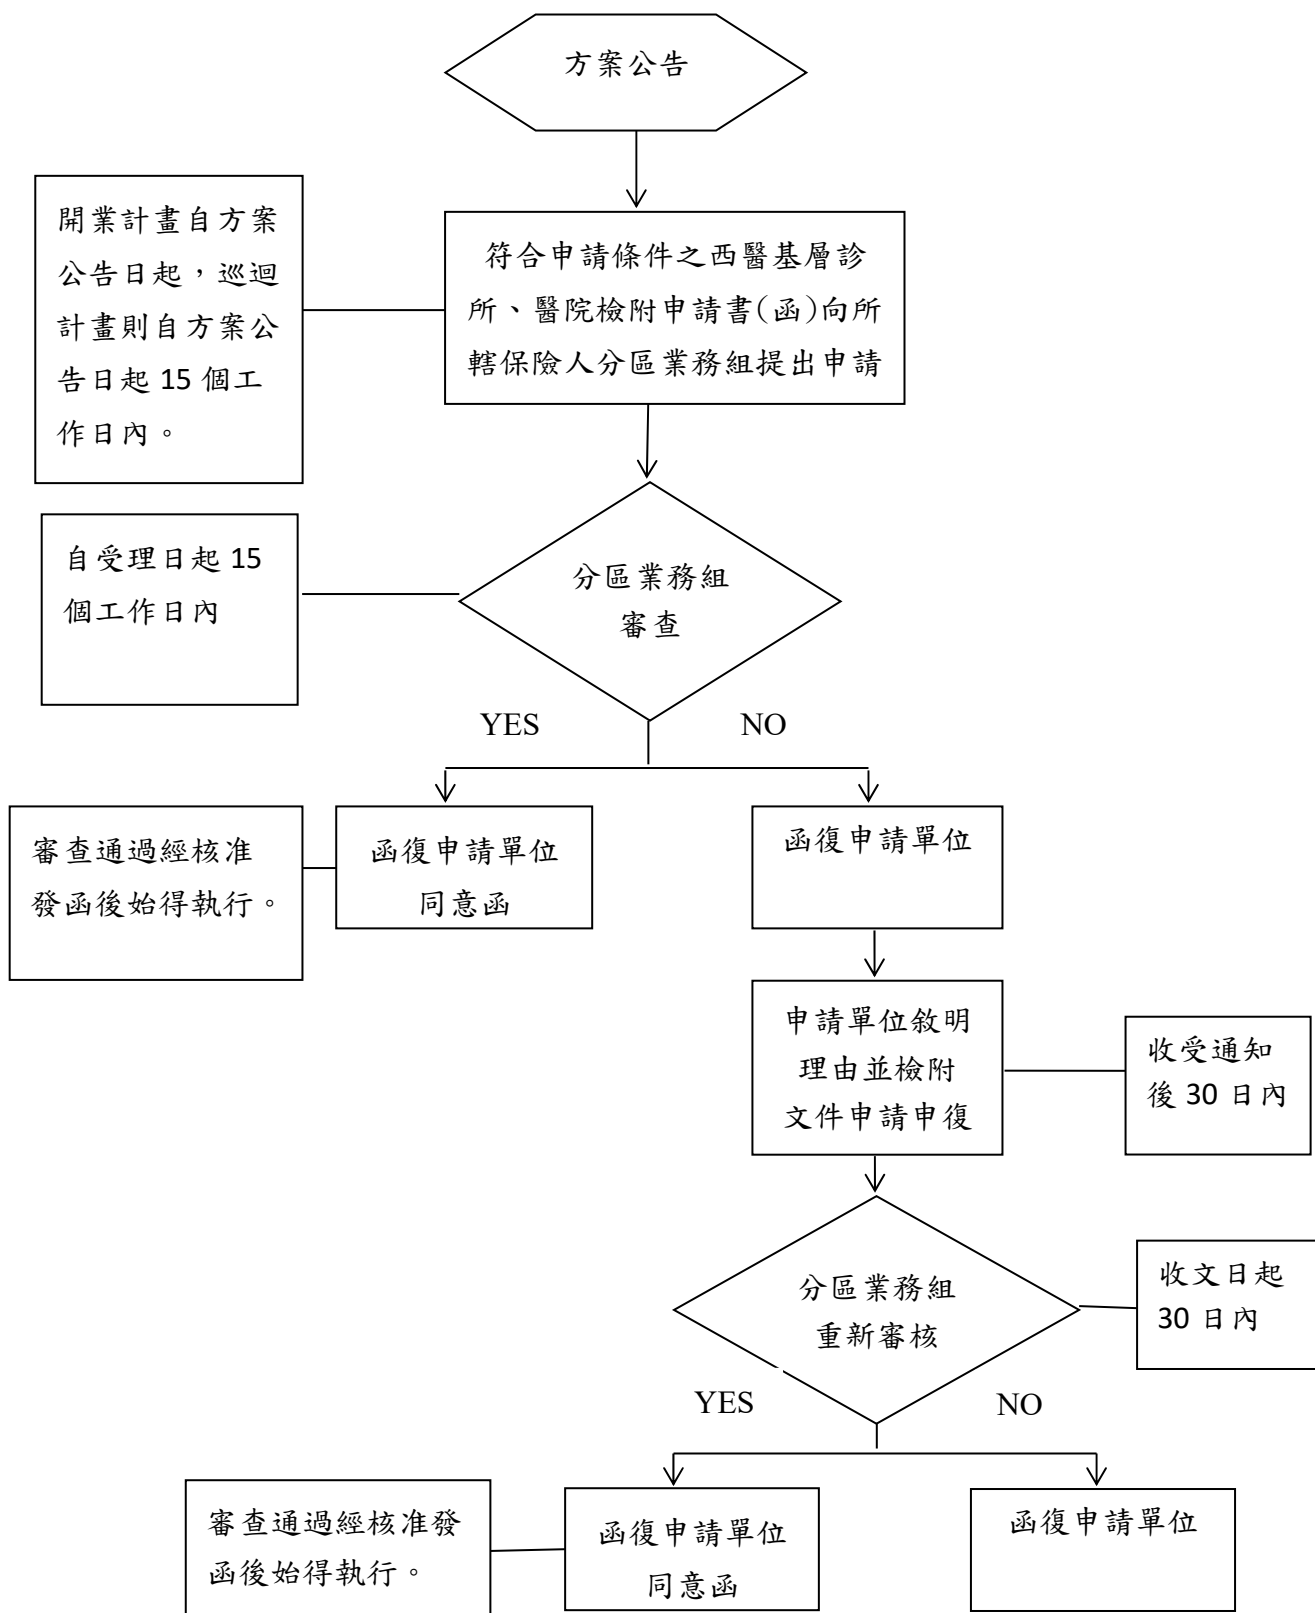 方案公告
開業計畫自方案
公告日起，巡迴
計畫則自方案公
告日起 15 個工
作日內。
符合申請條件之西醫基層診
所、醫院檢附申請書(函)向所
轄保險人分區業務組提出申請
自受理日起 15
個工作日內
分區業務組
審查
YES
NO
審查通過經核准
發函後始得執行。
函復申請單位
同意函
函復申請單位
申請單位敘明
理由並檢附
文件申請申復
收受通知
後 30 日內
分區業務組
重新審核
收文日起
30 日內
YES
NO
審查通過經核准發
函後始得執行。
函復申請單位
同意函
函復申請單位